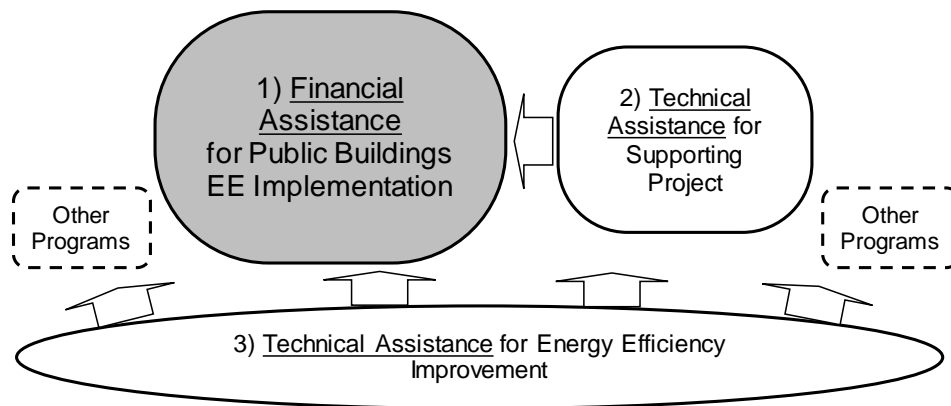 1) Financial
Assistance
for Public Buildings
EE Implementation
2) Technical
Assistance for
Supporting
Project
Other
Programs
Other
Programs
3) Technical Assistance for Energy Efficiency
Improvement